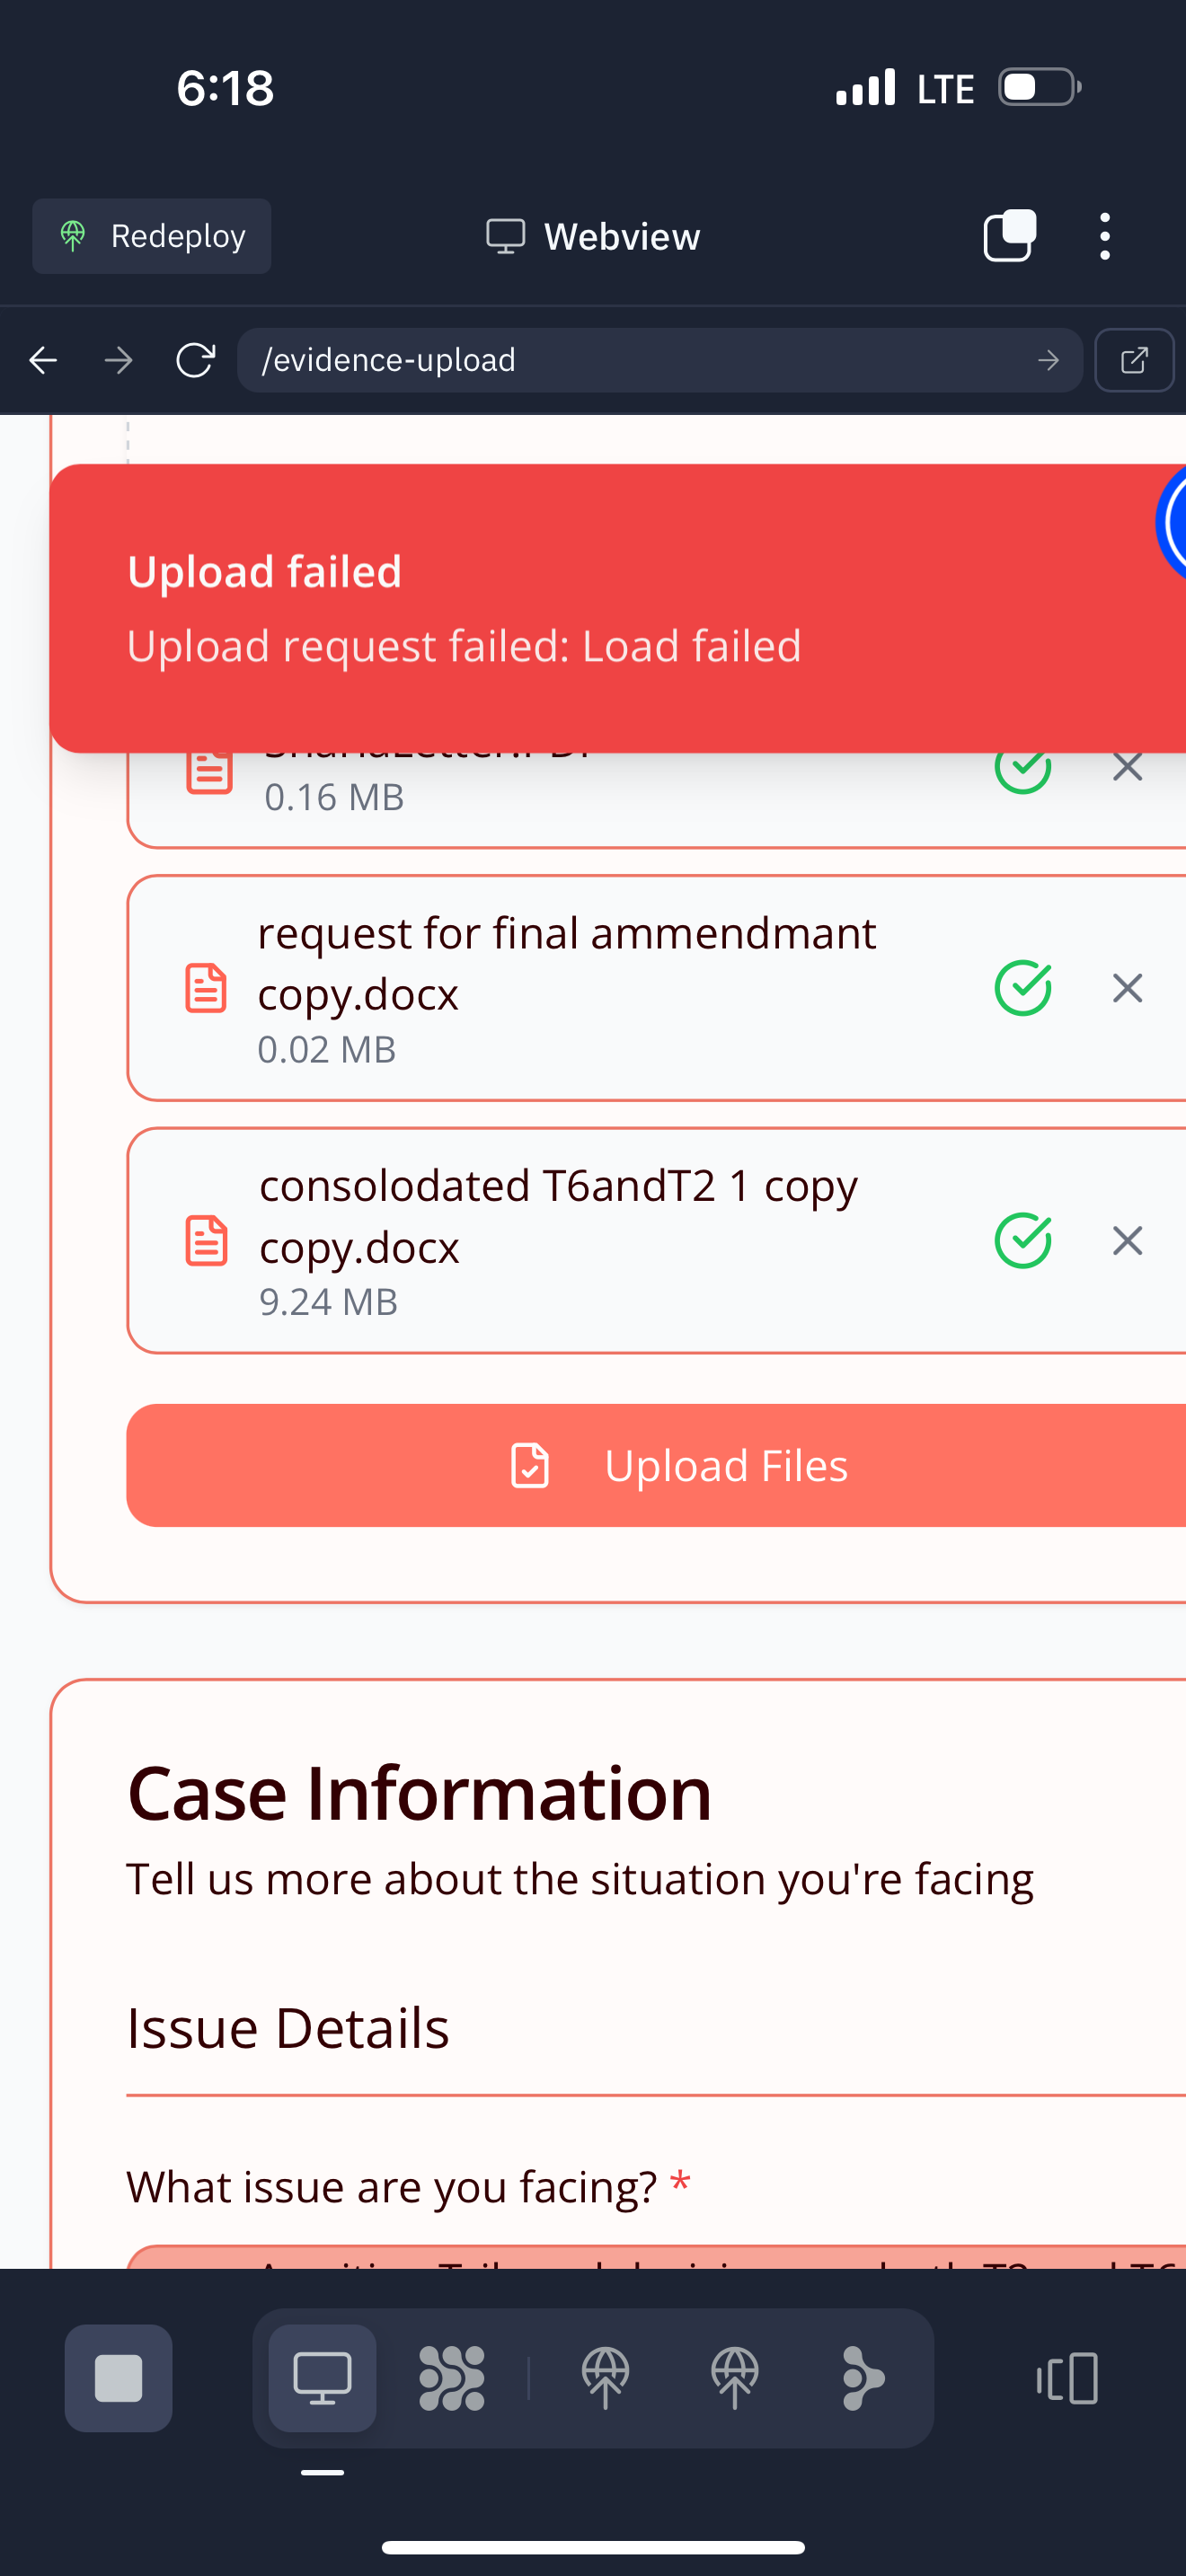 6:18
LTE
Redeploy
Webview
/evidence-upload
Upload failed
Upload request failed: Load failed
0.16 MB
request for final ammendmant
copy.docx
0.02 MB
consolodated T6andT2 1 copy
copy.docx
9.24 MB
Upload Files
Case Information
Tell us more about the situation you're facing
Issue Details
What issue are you facing? *